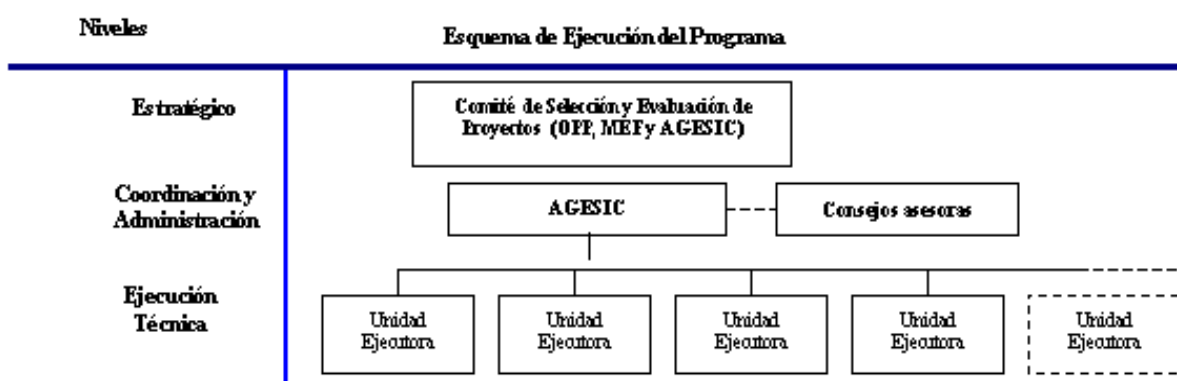 Niveles
Esquema de Ejecución del Programa
Estratégico
Comité de Selección y Evaluación de
Proyectos (OPP, MEF y AGESIC)
Coordinación y
Administración
AGESIC
Consejos asesoras
Ejecución
Técnica
Unidad
Ejecutora
Unidad
Ejecutora
Unidad
Ejecutora
Unidad
Ejecutora
Unidad
Ejecutora